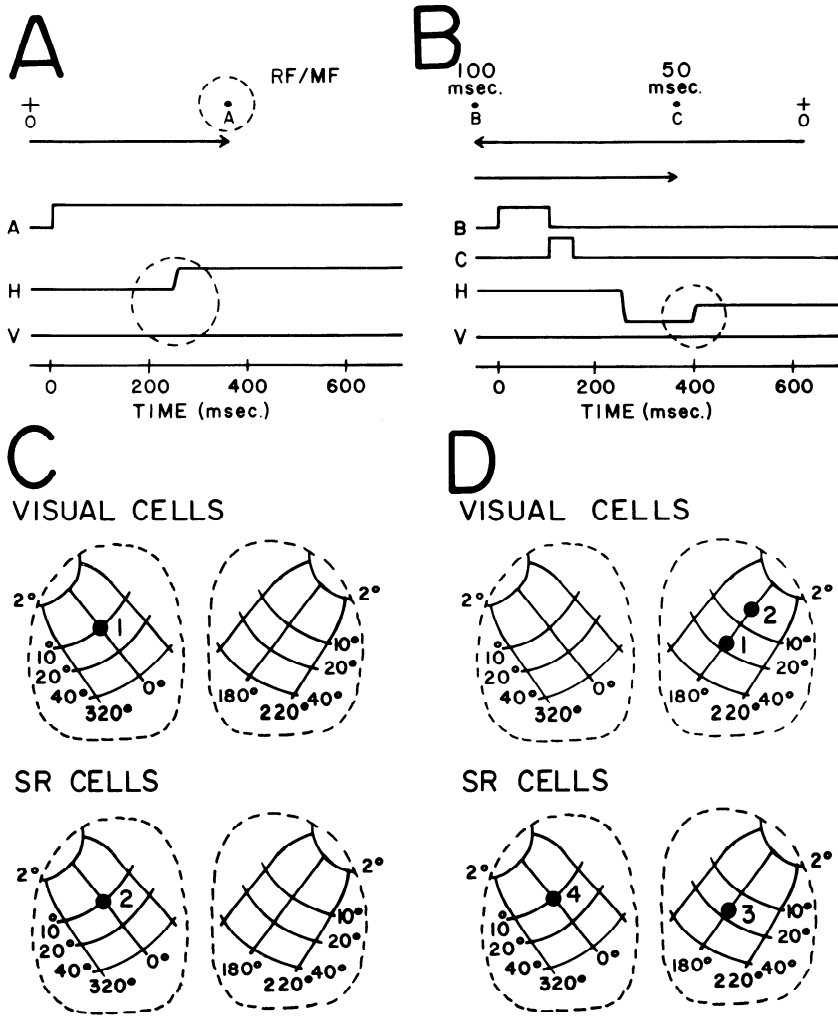 A
RF/MF
+
0
A
A
H
V
0 200 400 600
TIME (msec.)
B
100 msec.
50 msec.
B
C
+
0
B
C
H
V
0 200 400 600
TIME (msec.)
C
VISUAL CELLS
2°
1
10°
20°
40°
320°
0°
2°
10°
20°
40°
180°
220°
SR CELLS
2°
2
10°
20°
40°
320°
0°
2°
10°
20°
40°
180°
220°
D
VISUAL CELLS
2°
10°
20°
40°
320°
0°
2°
2
1
10°
20°
40°
180°
220°
SR CELLS
2°
4
10°
20°
40°
320°
0°
2°
3
10°
20°
40°
180°
220°